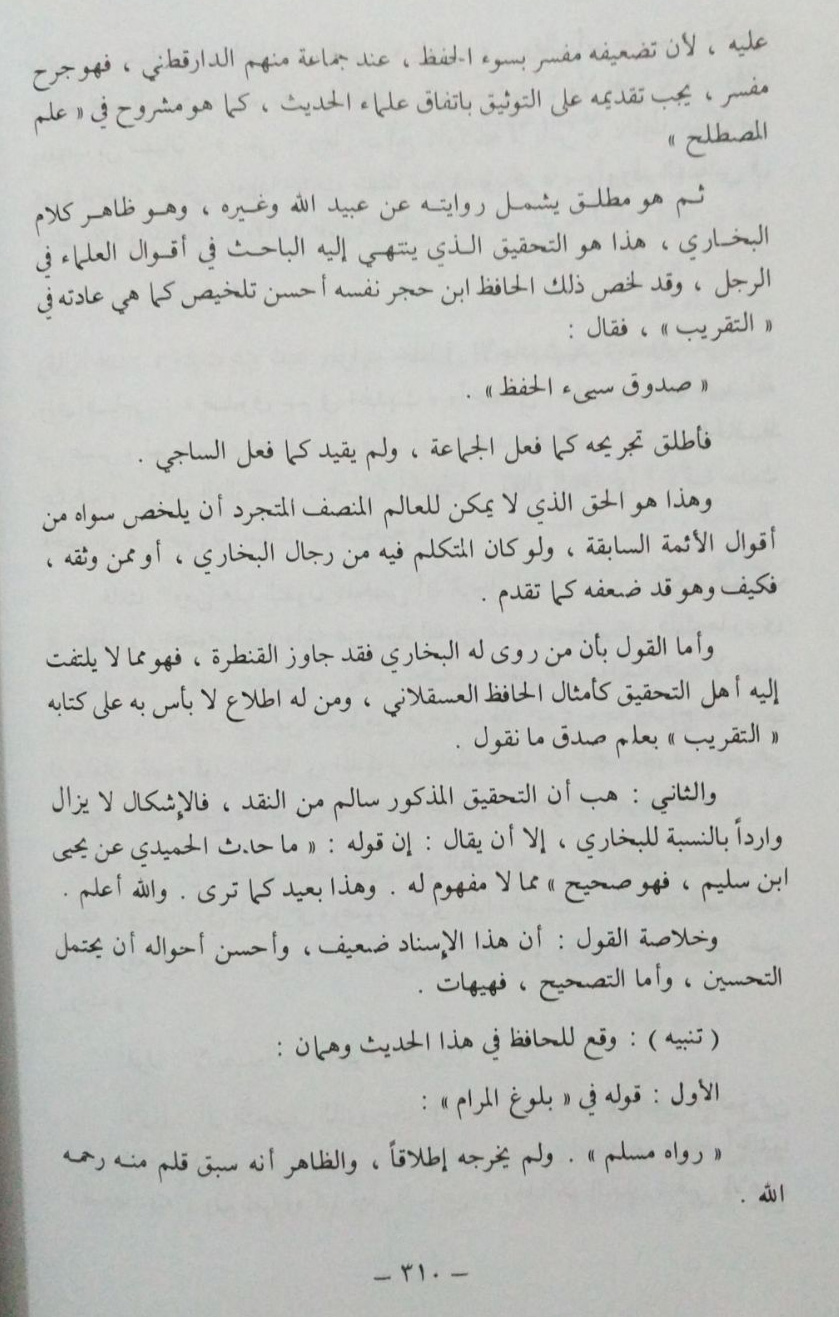 عليه ، لأن تضعيفه مفسر بسوء الحفظ ، عند جماعة منهم الدارقطني ، فهو جرح
مفسر ، يجب تقديمه على التوثيق باتفاق علماء الحديث ، كما هو مشروح في « علم
المصطلح »
ثم هو مطلق يشمل روايته عن عبيد الله وغيره ، وهو ظاهر كلام
البخاري ، هذا هو التحقيق الذي ينتهي إليه الباحث في أقوال العلماء في
الرجل ، وقد لخص ذلك الحافظ ابن حجر نفسه أحسن تلخيص كما هي عادته في
« التقريب » ، فقال :
« صدوق سيىء الحفظ » .
فأطلق تجريحه كما فعل الجماعة ، ولم يقيد كما فعل الساجي .
وهذا هو الحق الذي لا يمكن للعالم المنصف المتجرد أن يلخص سواه من
أقوال الأئمة السابقة ، ولو كان المتكلم فيه من رجال البخاري ، أو ممن وثقه ،
فكيف وهو قد ضعفه كما تقدم .
وأما القول بأن من روى له البخاري فقد جاوز القنطرة ، فهو مما لا يلتفت
إليه أهل التحقيق كأمثال الحافظ العسقلاني ، ومن له اطلاع لا بأس به على كتابه
« التقريب » بعلم صدق ما نقول .
والثاني : هب أن التحقيق المذكور سالم من النقد ، فالإشكال لا يزال
وارداً بالنسبة للبخاري ، إلا أن يقال : إن قوله : « ما حدث الحميدي عن يحيى
ابن سليم ، فهو صحيح » مما لا مفهوم له . وهذا بعيد كما ترى . والله أعلم .
وخلاصة القول : أن هذا الإسناد ضعيف ، وأحسن أحواله أن يحتمل
التحسين ، وأما التصحيح ، فهيهات .
( تنبيه ) : وقع للحافظ في هذا الحديث وهمان :
الأول : قوله في « بلوغ المرام » :
« رواه مسلم » . ولم يخرجه إطلاقاً ، والظاهر أنه سبق قلم منه رحمه
الله .
– ٣١٠ –